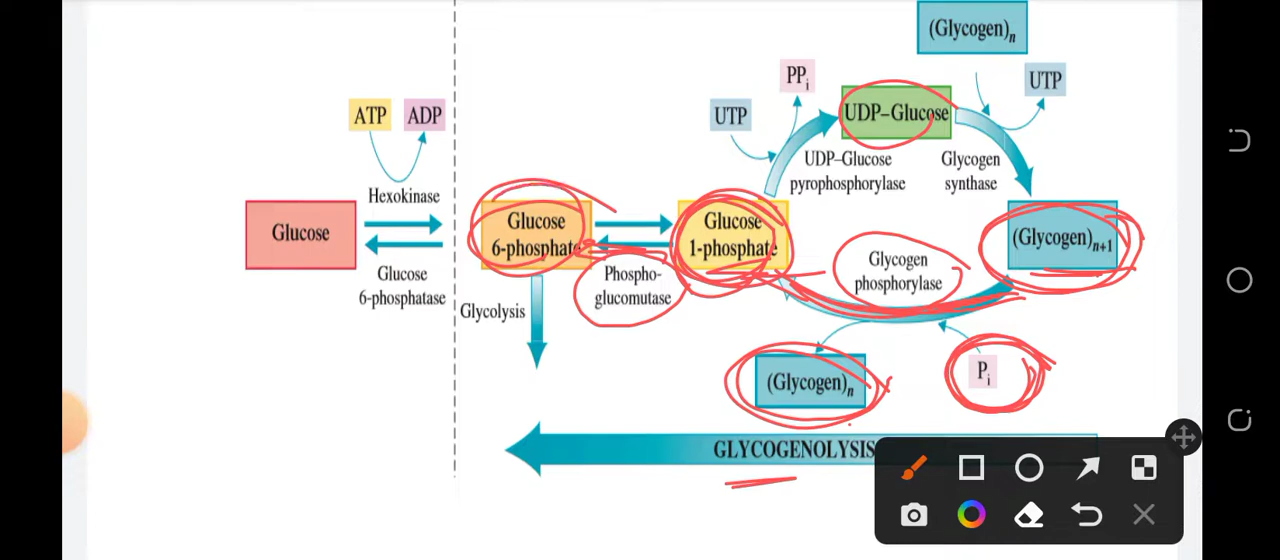 (Glycogen)n
PPi
UTP
ATP
ADP
UTP
UDP–Glucose
UDP–Glucose
pyrophosphorylase
Glycogen
synthase
Hexokinase
Glucose
Glucose
6-phosphate
Glucose
1-phosphate
(Glycogen)n+1
Glucose
6-phosphatase
Phospho-
glucomutase
Glycogen
phosphorylase
Glycolysis
(Glycogen)n
Pi
GLYCOGENOLYSIS